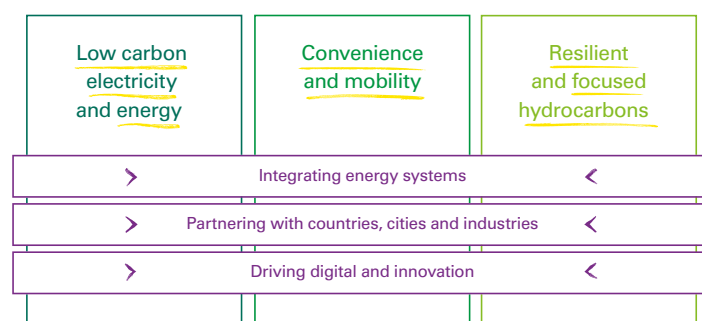 Low carbon
electricity
and energy
Convenience
and mobility
Resilient
and focused
hydrocarbons
Integrating energy systems
Partnering with countries, cities and industries
Driving digital and innovation